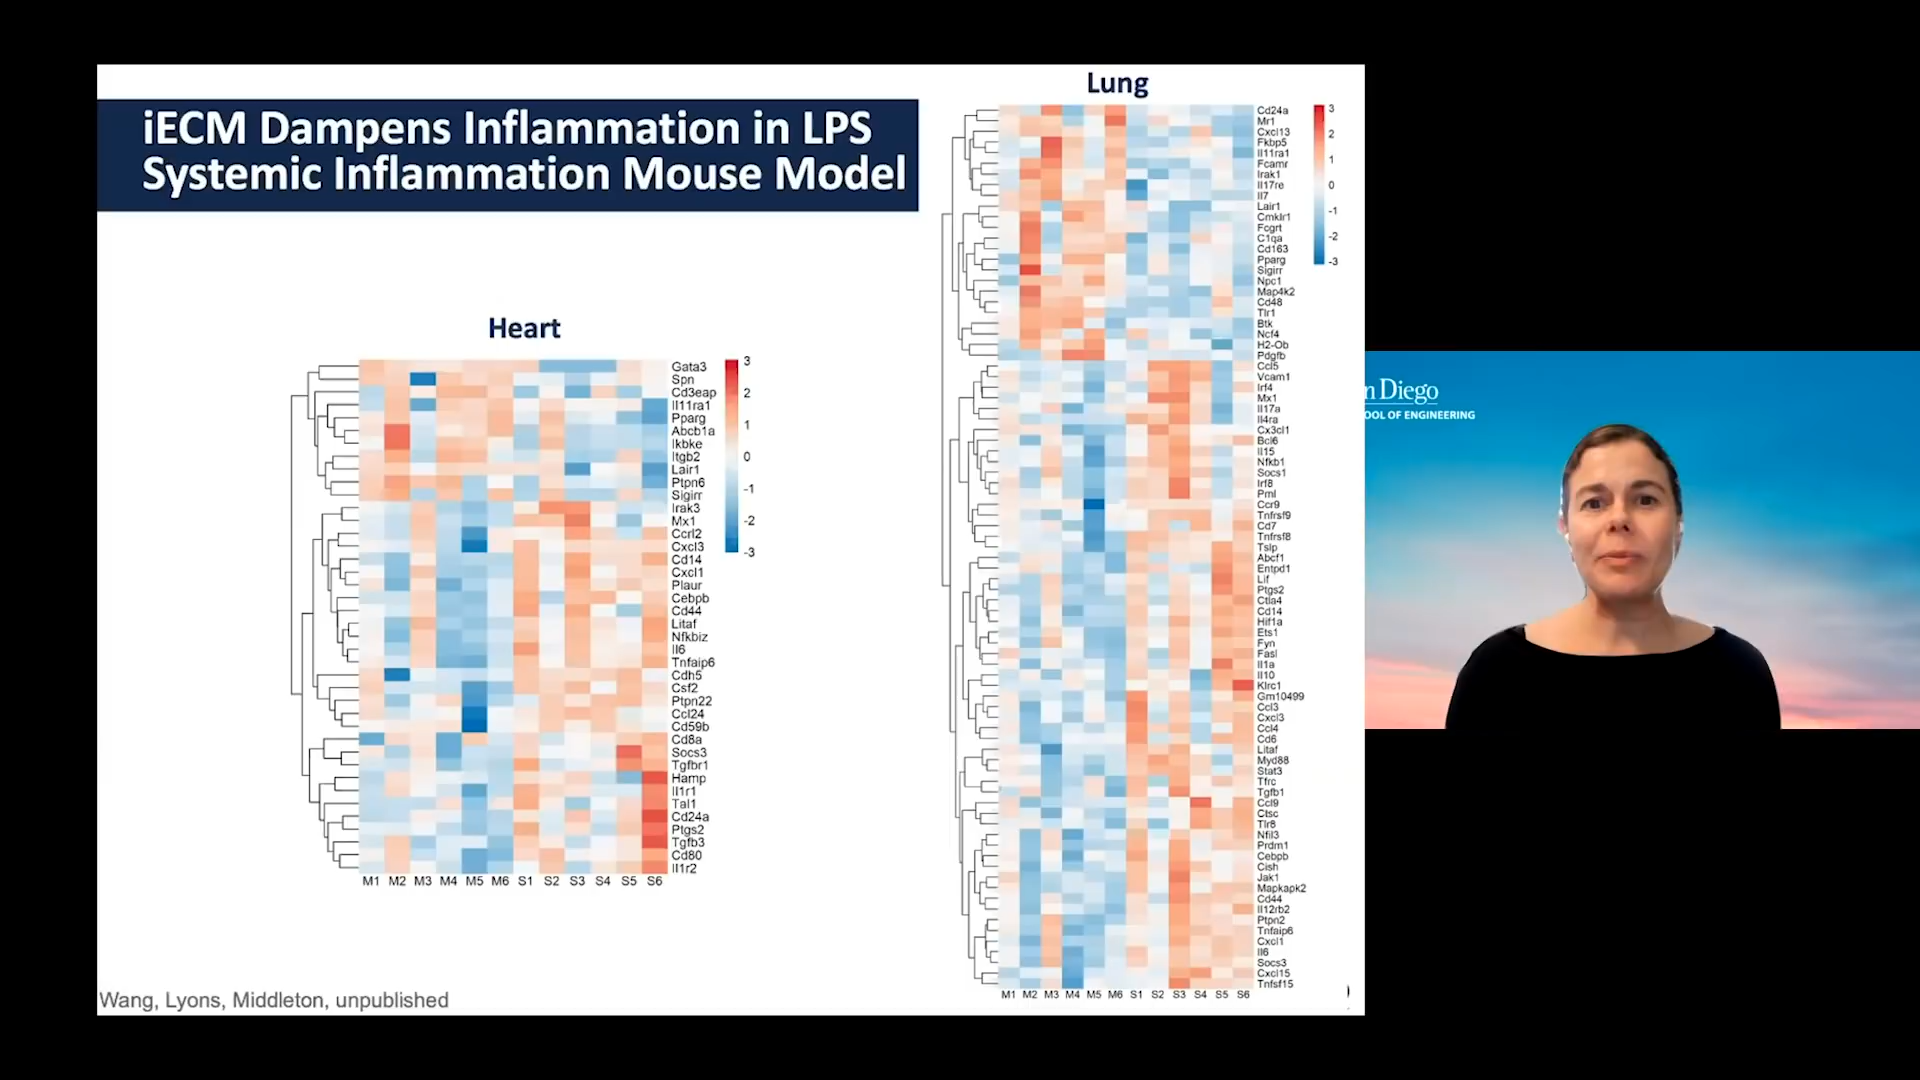 iECM Dampens Inflammation in LPS
Systemic Inflammation Mouse Model
Heart
Gata3
Spn
Cd3eap
Il11ra1
Pparg
Abcb1a
Ikbke
Itgb2
Lair1
Ptpn6
Sigirr
Irak3
Mx1
Ccrl2
Cxcl3
Cd14
Cxcl1
Plaur
Cebpb
Cd44
Litaf
Nfkbiz
Il6
Tnfaip6
Cdh5
Csf2
Ptpn22
Ccl24
Cd59b
Cd8a
Socs3
Tgfbr1
Hamp
Il1r1
Tal1
Cd24a
Ptgs2
Tgfb3
Cd80
Il1r2
3
2
1
0
-1
-2
-3
M1 M2 M3 M4 M5 M6 S1 S2 S3 S4 S5 S6
Lung
Cd24a
Mr1
Cxcl13
Fkbp5
Il11ra1
Fcamr
Irak1
Il17re
Il7
Lair1
Cmklr1
Fcgrt
C1qa
Cd163
Pparg
Sigirr
Npc1
Map4k2
Cd48
Tlr1
Btk
Ncf4
H2-Ob
Pdgfb
Ccl5
Vcam1
Irf4
Mx1
Il17a
Il4ra
Cx3cl1
Bcl6
Il15
Nfkb1
Socs1
Irf8
Pml
Ccr9
Tnfrsf9
Cd7
Tnfrsf8
Tslp
Abcf1
Entpd1
Lif
Ptgs2
Ctla4
Cd14
Hif1a
Ets1
Fyn
Fasl
Il1a
Il10
Klrc1
Gm10499
Ccl3
Cxcl3
Ccl4
Cd6
Litaf
Myd88
Stat3
Tfrc
Tgfb1
Ccl9
Ctsc
Tlr8
Nfil3
Prdm1
Cebpb
Cish
Jak1
Mapkapk2
Cd44
Il12rb2
Ptpn2
Tnfaip6
Cxcl1
Il6
Socs3
Cxcl15
Tnfsf15
3
2
1
0
-1
-2
-3
M1 M2 M3 M4 M5 M6 S1 S2 S3 S4 S5 S6
Wang, Lyons, Middleton, unpublished
n Diego
OOL OF ENGINEERING